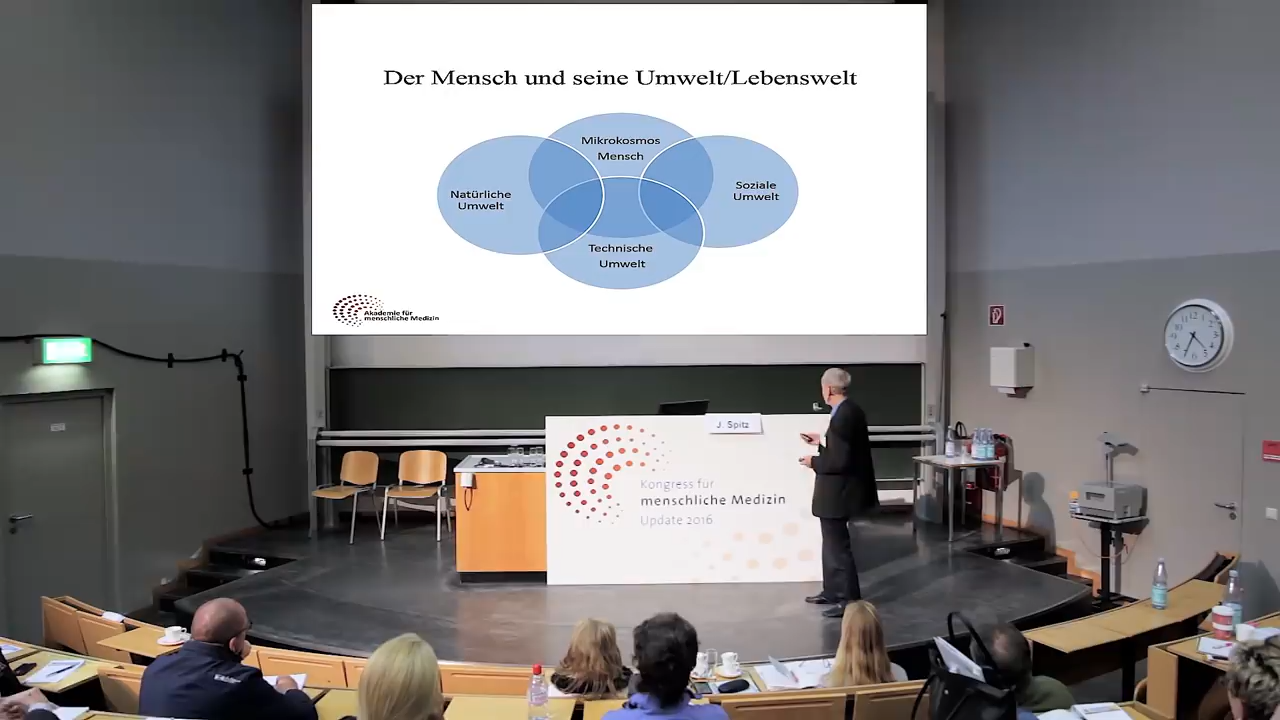 Der Mensch und seine Umwelt/Lebenswelt
Mikrokosmos
Mensch
Natürliche
Umwelt
Soziale
Umwelt
Technische
Umwelt
Akademie für
menschliche Medizin
J. Spitz
Kongress für
menschliche Medizin
Update 2016